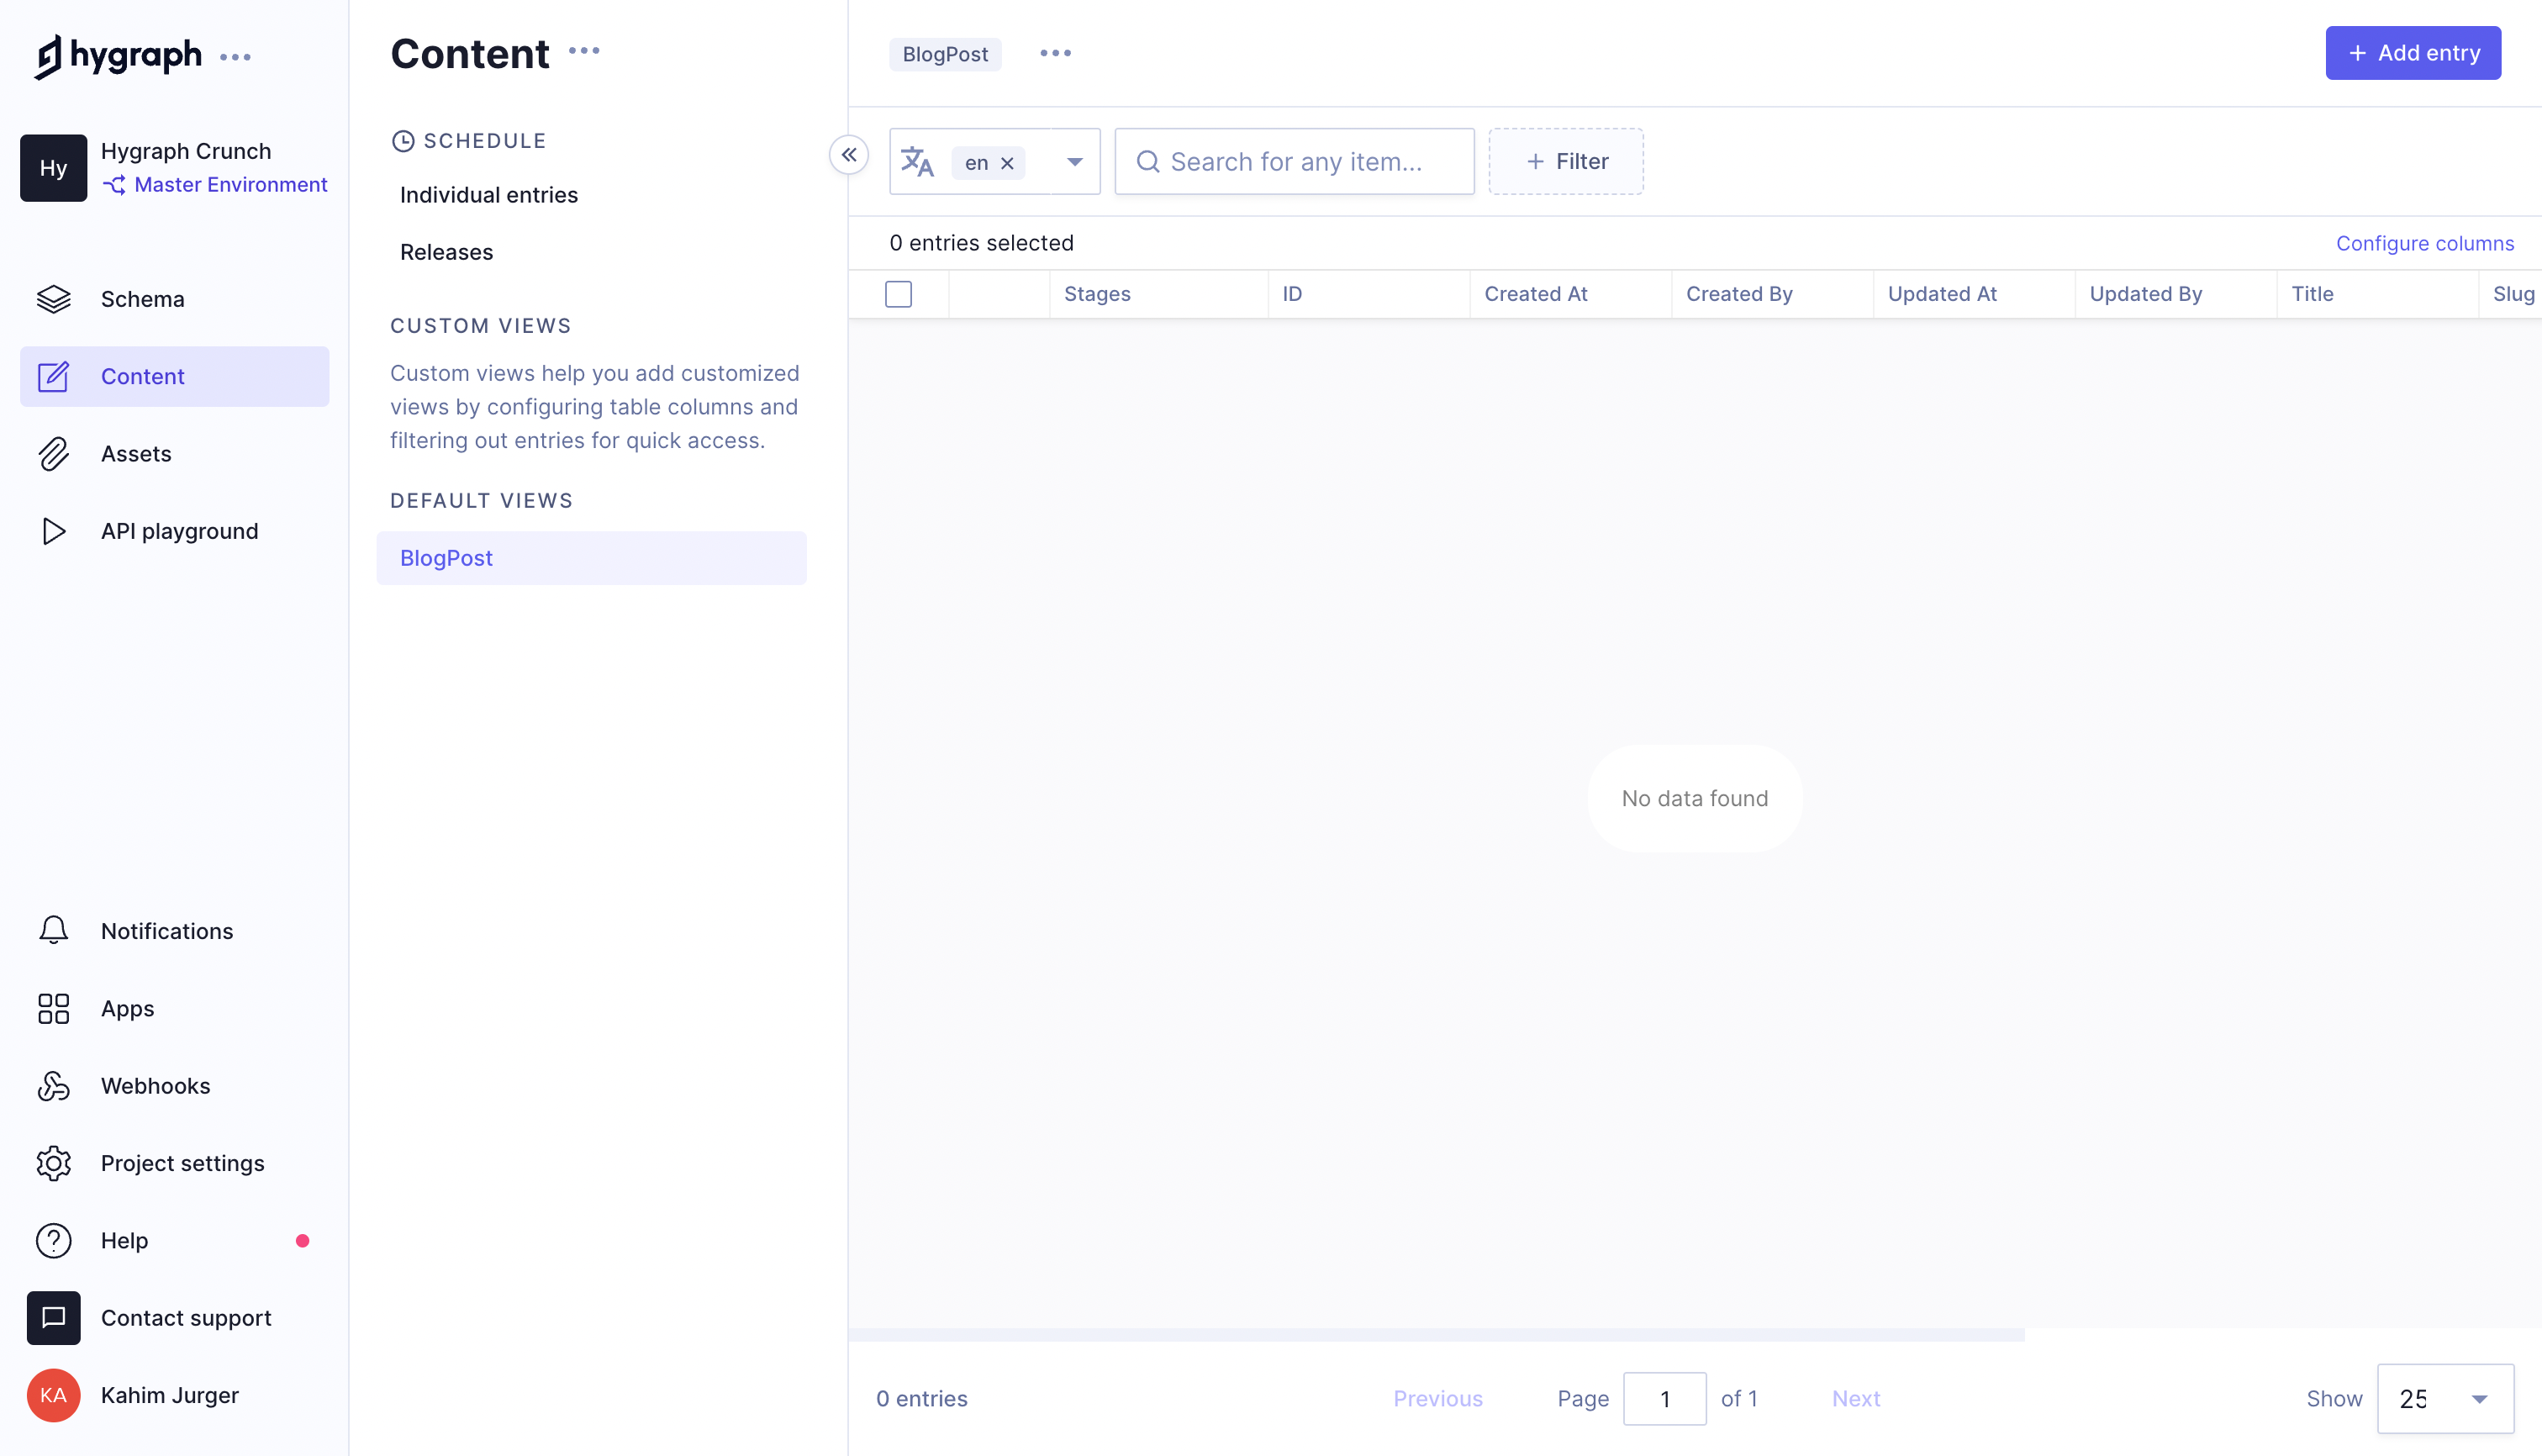 hygraph
Hy
Hygraph Crunch
Master Environment
Schema
Content
Assets
API playground
Notifications
Apps
Webhooks
Project settings
Help
Contact support
KA
Kahim Jurger
Content
SCHEDULE
Individual entries
Releases
CUSTOM VIEWS
Custom views help you add customized
views by configuring table columns and
filtering out entries for quick access.
DEFAULT VIEWS
BlogPost
BlogPost
+ Add entry
en
Search for any item...
+ Filter
0 entries selected
Configure columns
Stages ID Created At Created By Updated At Updated By Title Slug
No data found
0 entries
Previous
Page 1 of 1
Next
Show 25